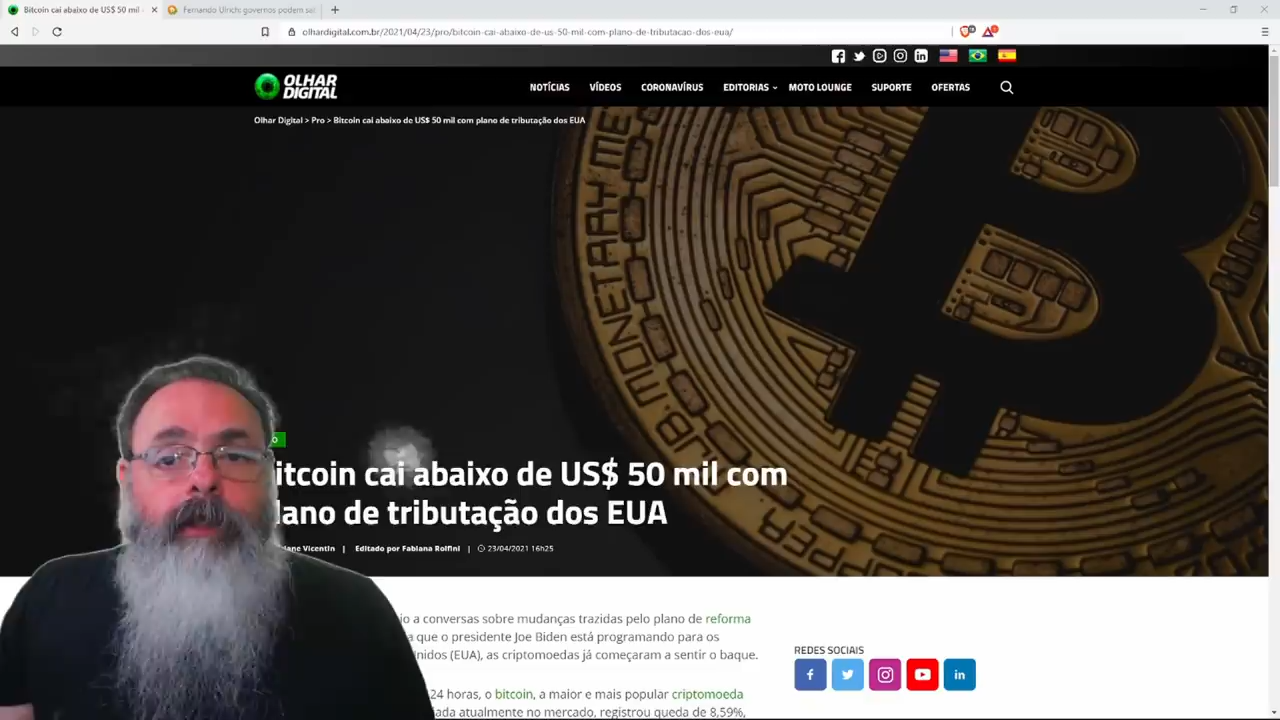 Bitcoin cai abaixo de US$ 50 mil
Fernando Ulrich: governos podem sai
olhardigital.com.br/2021/04/23/pro/bitcoin-cai-abaixo-de-us-50-mil-com-plano-de-tributacao-dos-eua/
OLHAR DIGITAL
NOTÍCIAS VÍDEOS CORONAVÍRUS EDITORIAS MOTO LOUNGE SUPORTE OFERTAS
Olhar Digital > Pro > Bitcoin cai abaixo de US$ 50 mil com plano de tributação dos EUA
MONETARY ME
itcoin cai abaixo de US$ 50 mil com
lano de tributação dos EUA
iane Vicentin | Editado por Fabiana Rolfini | 23/04/2021 16h25
io a conversas sobre mudanças trazidas pelo plano de reforma
a que o presidente Joe Biden está programando para os
nidos (EUA), as criptomoedas já começaram a sentir o baque.
REDES SOCIAIS
24 horas, o bitcoin, a maior e mais popular criptomoeda
ada atualmente no mercado, registrou queda de 8,59%,